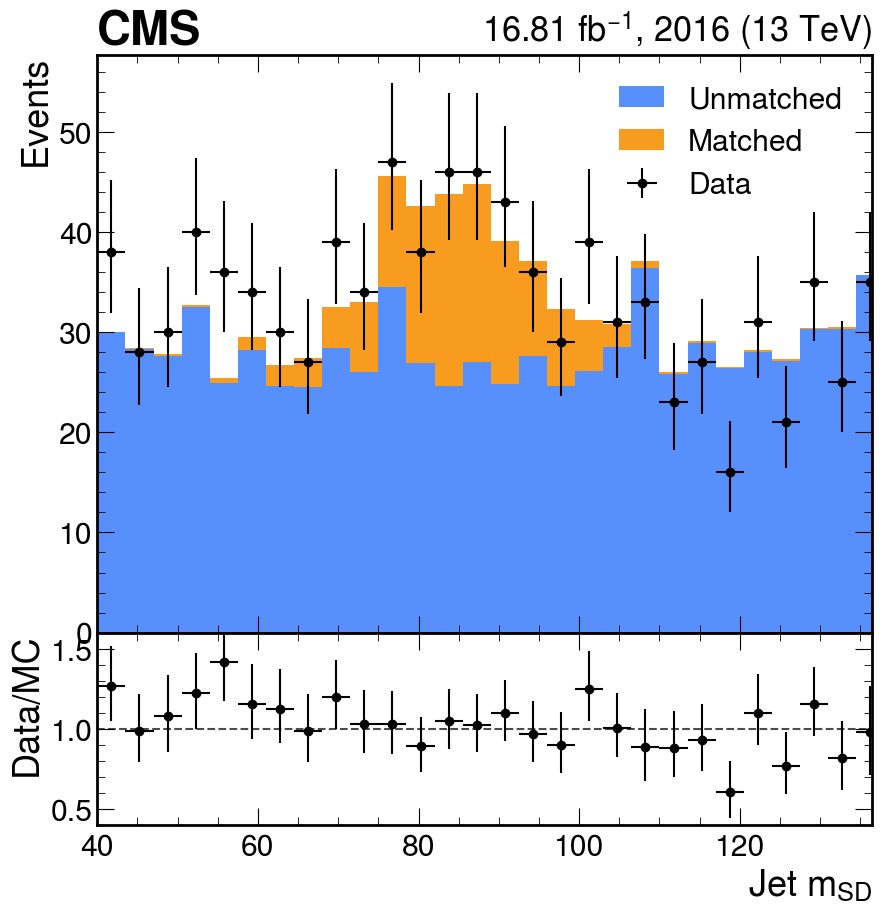 CMS 16.81 fb⁻¹, 2016 (13 TeV)
Events
50
40
30
20
10
0
Unmatched
Matched
Data
Data/MC
1.5
1.0
0.5
40 60 80 100 120
Jet m_SD